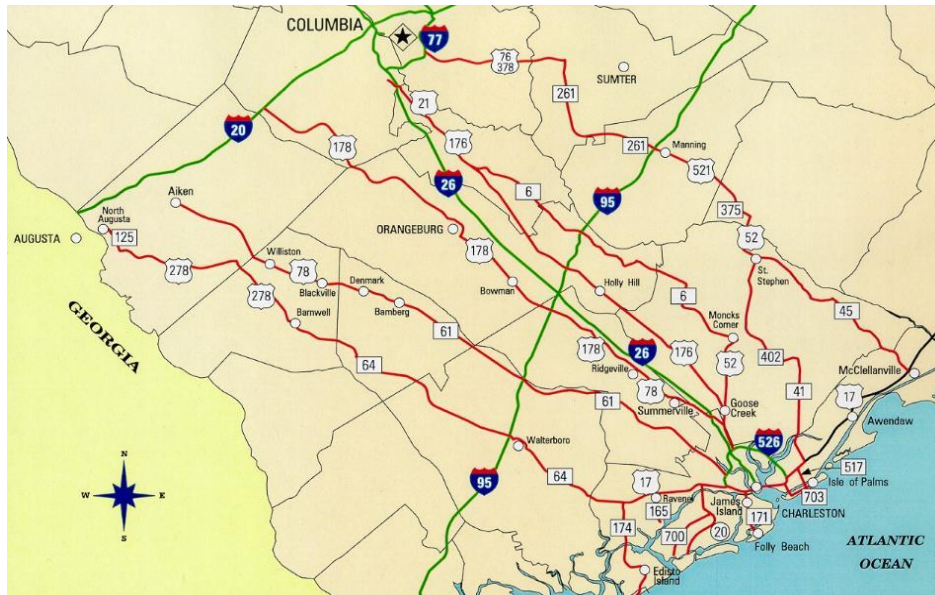 COLUMBIA
77
76
378
SUMTER
261
21
20
178
176
261
Manning
521
26
6
95
375
Aiken
North
Augusta
125
AUGUSTA
ORANGEBURG
178
52
St.
Stephen
Williston
78
278
278
Blackville
Denmark
Bamberg
Barnwell
Bowman
Holly Hill
6
45
GEORGIA
61
Moncks
Corner
64
178
26
176
52
402
McClellanville
Ridgeville
78
41
17
61
Summerville
Goose
Creek
Awendaw
N
W
E
S
S
Walterboro
526
95
64
17
517
Isle of Palms
Ravenel
James
Island
703
165
CHARLESTON
174
171
700
20
Folly Beach
ATLANTIC
OCEAN
Edisto
Island